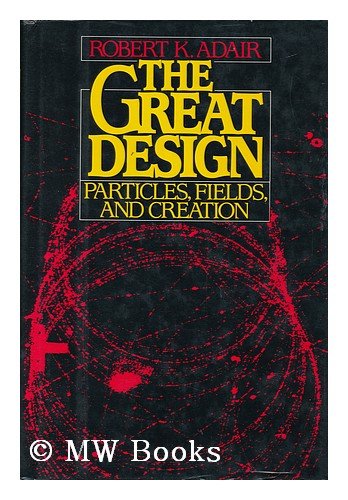 ROBERT K. ADAIR
THE
GREAT
DESIGN
PARTICLES, FIELDS,
AND CREATION
© MW Books